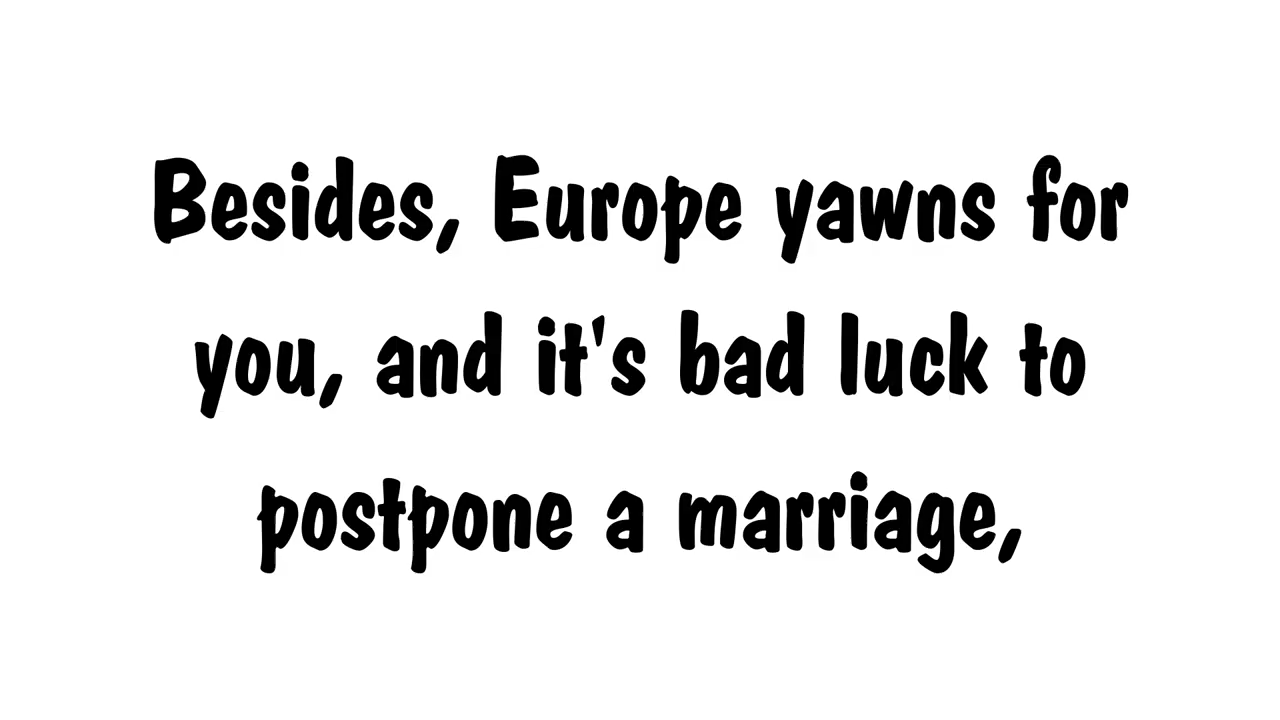 Besides, Europe yawns for
you, and it's bad luck to
postpone a marriage,